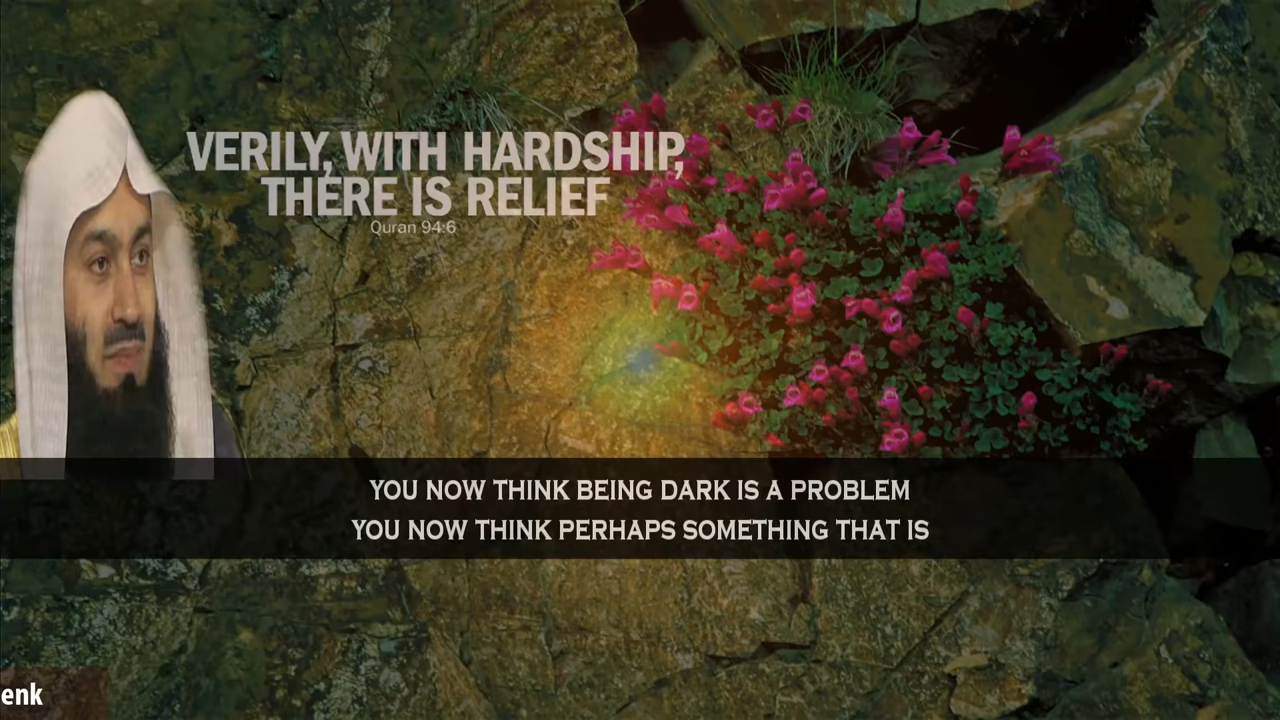 VERILY, WITH HARDSHIP,
THERE IS RELIEF
Quran 94:6
YOU NOW THINK BEING DARK IS A PROBLEM
YOU NOW THINK PERHAPS SOMETHING THAT IS
enk